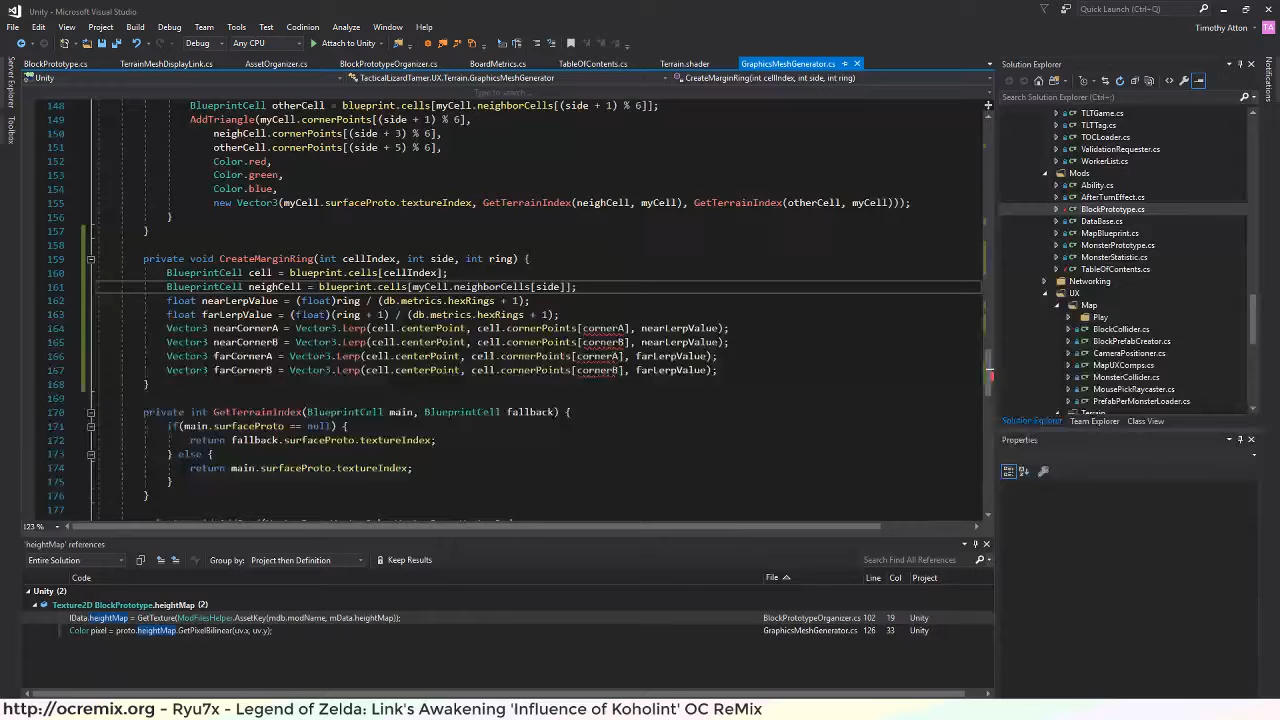 Unity - Microsoft Visual Studio
Quick Launch (Ctrl+Q)
File Edit View Project Build Debug Team Tools Test Codinion Analyze Window Help
Timothy Atton TA
Debug Any CPU Attach to Unity
BlockPrototype.cs TerrainMeshDisplayLink.cs AssetOrganizer.cs BlockPrototypeOrganizer.cs BoardMetrics.cs TableOfContents.cs Terrain.shader GraphicsMeshGenerator.cs
Solution Explorer
Unity TacticalLizardTamer.UX.Terrain.GraphicsMeshGenerator CreateMarginRing(int cellIndex, int side, int ring)
Server Explorer
Toolbox
Notifications
Type to search ...
Search Solution Explorer (Ctrl+;)
148 BlueprintCell otherCell = blueprint.cells[myCell.neighborCells[(side + 1) % 6]];
149 AddTriangle(myCell.cornerPoints[(side + 1) % 6],
150 neighCell.cornerPoints[(side + 3) % 6],
151 otherCell.cornerPoints[(side + 5) % 6],
152 Color.red,
153 Color.green,
154 Color.blue,
155 new Vector3(myCell.surfaceProto.textureIndex, GetTerrainIndex(neighCell, myCell), GetTerrainIndex(otherCell, myCell)));
156 }
157 }
158
159 private void CreateMarginRing(int cellIndex, int side, int ring) {
160 BlueprintCell cell = blueprint.cells[cellIndex];
161 BlueprintCell neighCell = blueprint.cells[myCell.neighborCells[side]];
162 float nearLerpValue = (float)ring / (db.metrics.hexRings + 1);
163 float farLerpValue = (float)(ring + 1) / (db.metrics.hexRings + 1);
164 Vector3 nearCornerA = Vector3.Lerp(cell.centerPoint, cell.cornerPoints[cornerA], nearLerpValue);
165 Vector3 nearCornerB = Vector3.Lerp(cell.centerPoint, cell.cornerPoints[cornerB], nearLerpValue);
166 Vector3 farCornerA = Vector3.Lerp(cell.centerPoint, cell.cornerPoints[cornerA], farLerpValue);
167 Vector3 farCornerB = Vector3.Lerp(cell.centerPoint, cell.cornerPoints[cornerB], farLerpValue);
168 }
169
170 private int GetTerrainIndex(BlueprintCell main, BlueprintCell fallback) {
171 if(main.surfaceProto == null) {
172 return fallback.surfaceProto.textureIndex;
173 } else {
174 return main.surfaceProto.textureIndex;
175 }
176 }
177
123 %
TLTGame.cs
TLTTag.cs
TOCLoader.cs
ValidationRequester.cs
WorkerList.cs
Mods
Ability.cs
AfterTurnEffect.cs
BlockPrototype.cs
DataBase.cs
MapBlueprint.cs
MonsterPrototype.cs
MonsterStatistic.cs
TableOfContents.cs
Networking
UX
Map
Play
BlockCollider.cs
BlockPrefabCreator.cs
CameraPositioner.cs
MapUXComps.cs
MonsterCollider.cs
MousePickRaycaster.cs
PrefabPerMonsterLoader.cs
Terrain
Solution Explorer Team Explorer Class View
Properties
'heightMap' references
Entire Solution Group by: Project then Definition Keep Results Search Find All References
Code File Line Col Project
Unity (2)
Texture2D BlockPrototype.heightMap (2)
lData.heightMap = GetTexture(ModFilesHelper.AssetKey(mdb.modName, mData.heightMap)); BlockPrototypeOrganizer.cs 102 19 Unity
Color pixel = proto.heightMap.GetPixelBilinear(uv.x, uv.y); GraphicsMeshGenerator.cs 126 33 Unity
http://ocremix.org - Ryu7x - Legend of Zelda: Link's Awakening 'Influence of Koholint' OC ReMix